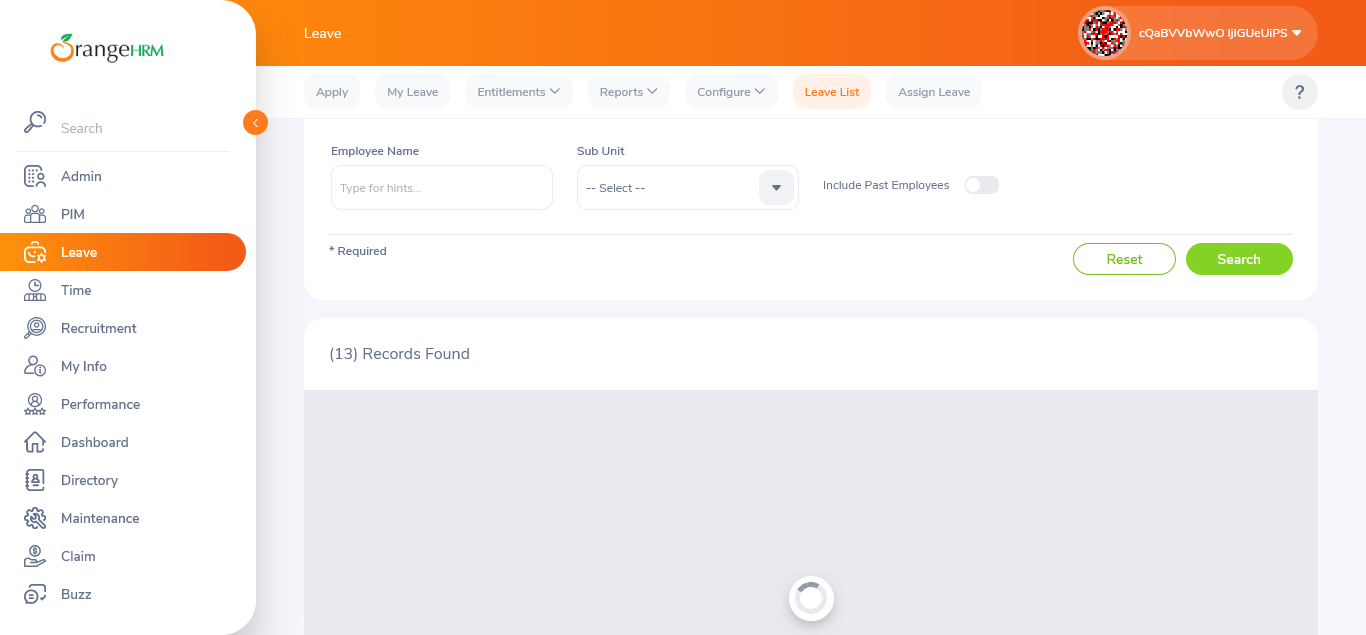 OrangeHRM
Leave
cQaBVVbWwO ljlGUeUiPS
Apply
My Leave
Entitlements
Reports
Configure
Leave List
Assign Leave
?
Search
Admin
PIM
Leave
Time
Recruitment
My Info
Performance
Dashboard
Directory
Maintenance
Claim
Buzz
Employee Name
Sub Unit
Type for hints...
-- Select --
Include Past Employees
* Required
Reset
Search
(13) Records Found